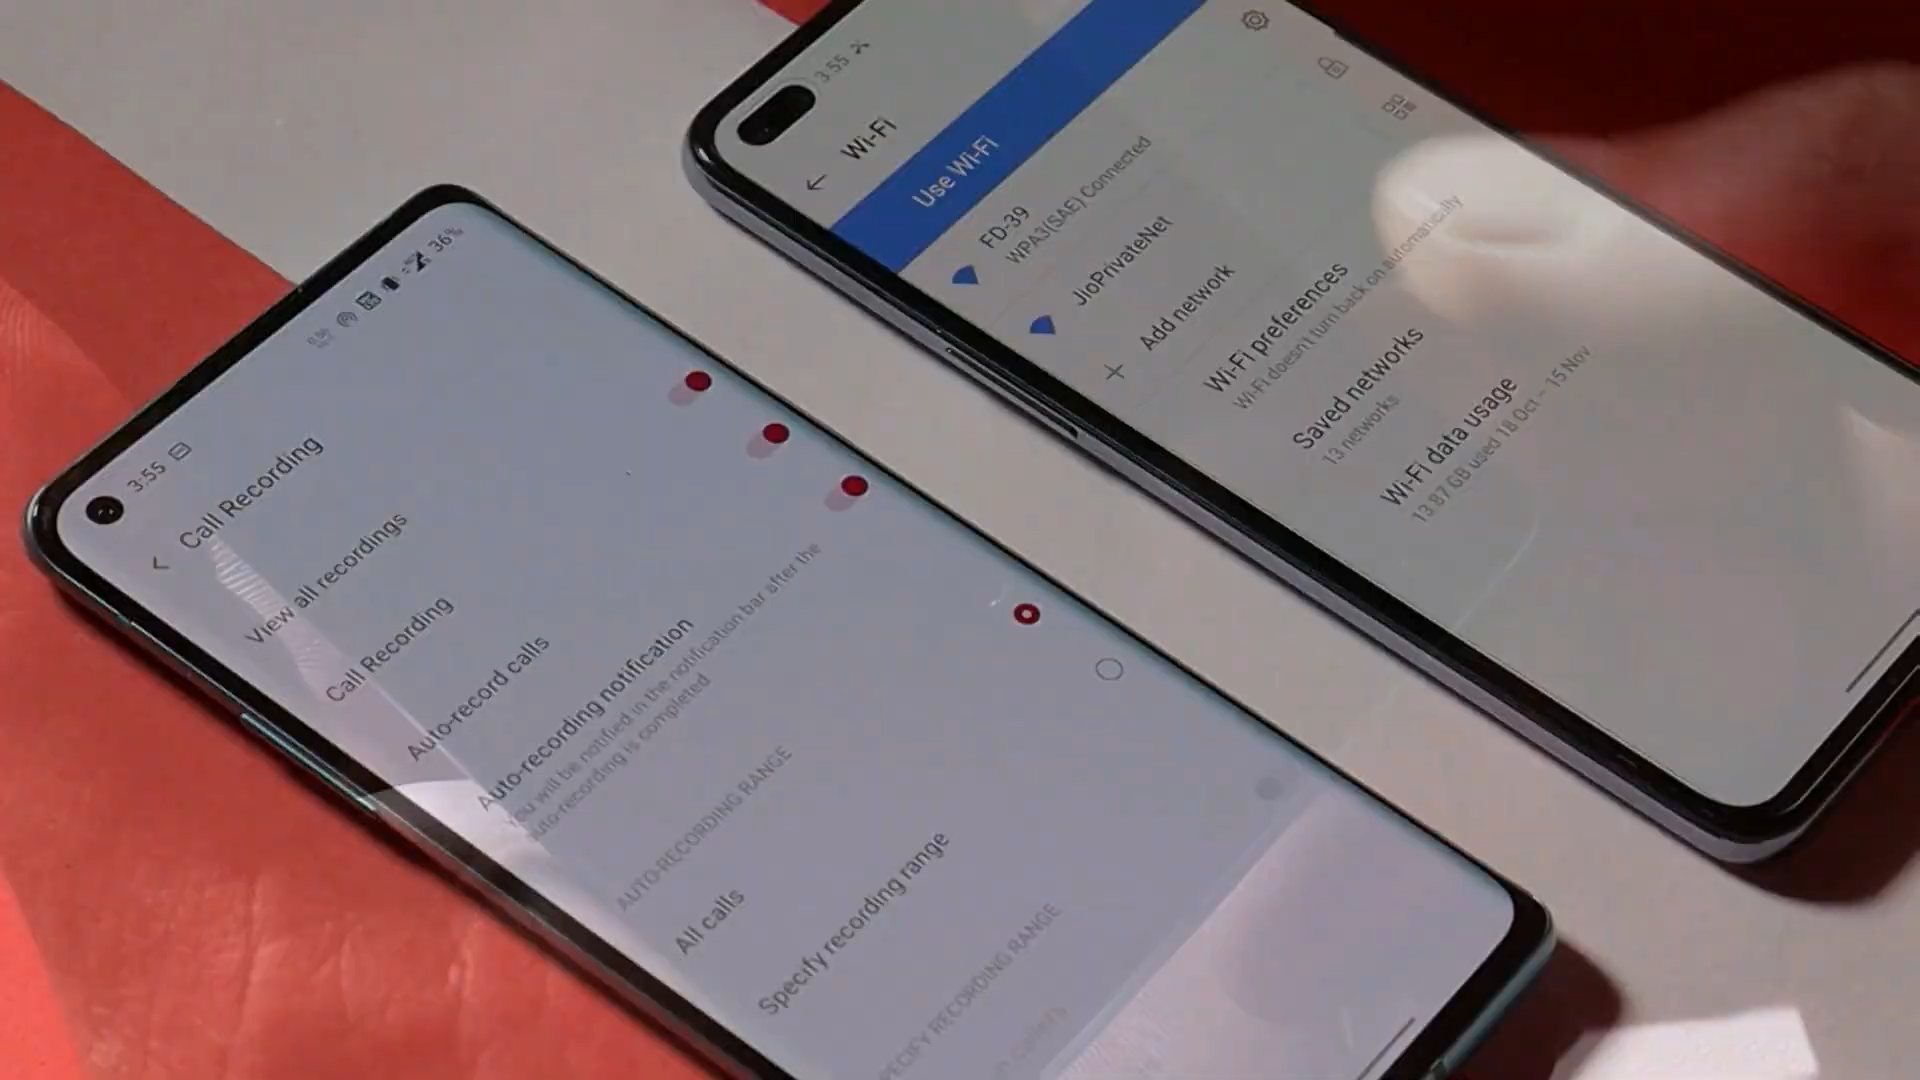 3:55
36%
Call Recording
View all recordings
Call Recording
Auto-record calls
Auto-recording notification
You will be notified in the notification bar after the
auto-recording is completed
AUTO-RECORDING RANGE
All calls
Specify recording range
SPECIFY RECORDING RANGE
3:55
Wi-Fi
Use Wi-Fi
FD-39
WPA3(SAE) Connected
JioPrivateNet
Add network
Wi-Fi preferences
Wi-Fi doesn't turn back on automatically
Saved networks
13 networks
Wi-Fi data usage
13.87 GB used 18 Oct – 15 Nov